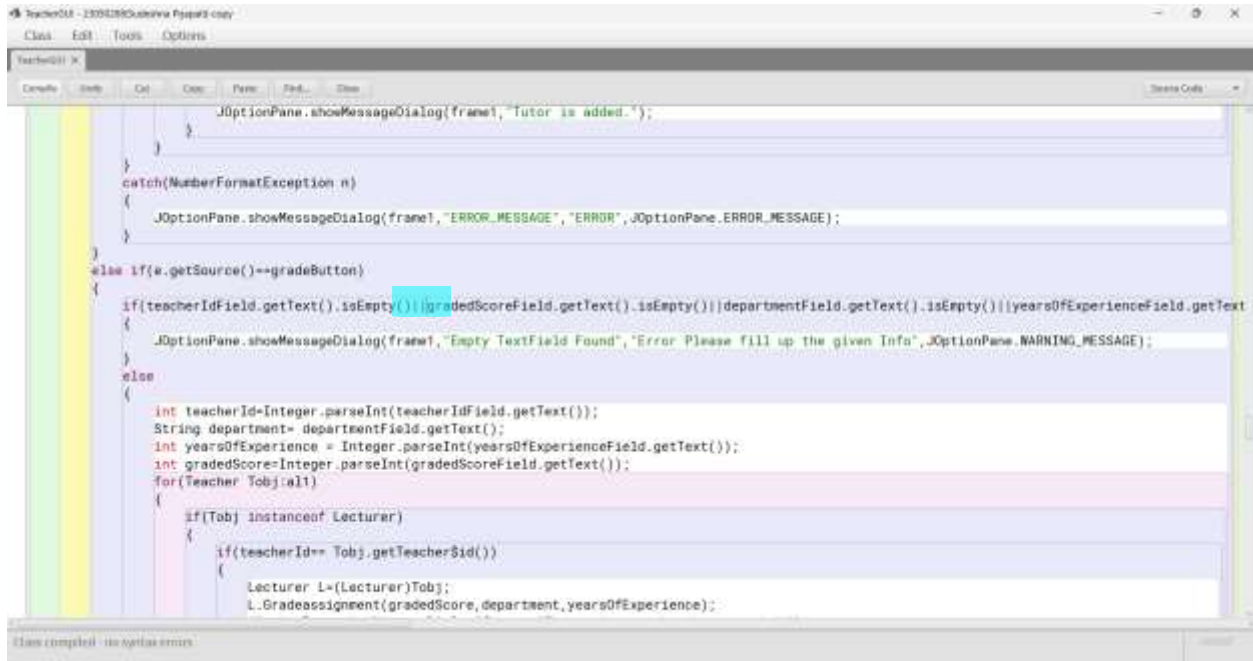 TeacherGUI -
Class Edit Tools Options
TeacherGUI ×
Compile Undo Cut Copy Paste Find... Close Source Code
JOptionPane.showMessageDialog(frame1,"Tutor is added.");
}
}
}
catch(NumberFormatException n)
{
JOptionPane.showMessageDialog(frame1,"ERROR_MESSAGE","ERROR",JOptionPane.ERROR_MESSAGE);
}
}
else if(e.getSource()==gradeButton)
{
if(teacherIdField.getText().isEmpty()||gradedScoreField.getText().isEmpty()||departmentField.getText().isEmpty()||yearsOfExperienceField.getText
{
JOptionPane.showMessageDialog(frame1,"Empty TextField Found","Error Please fill up the given Info",JOptionPane.WARNING_MESSAGE);
}
else
{
int teacherId=Integer.parseInt(teacherIdField.getText());
String department= departmentField.getText();
int yearsOfExperience = Integer.parseInt(yearsOfExperienceField.getText());
int gradedScore=Integer.parseInt(gradedScoreField.getText());
for(Teacher Tobj:al1)
{
if(Tobj instanceof Lecturer)
{
if(teacherId== Tobj.getTeacher$id())
{
Lecturer L=(Lecturer)Tobj;
L.Gradeassignment(gradedScore,department,yearsOfExperience);
Class compiled - no syntax errors